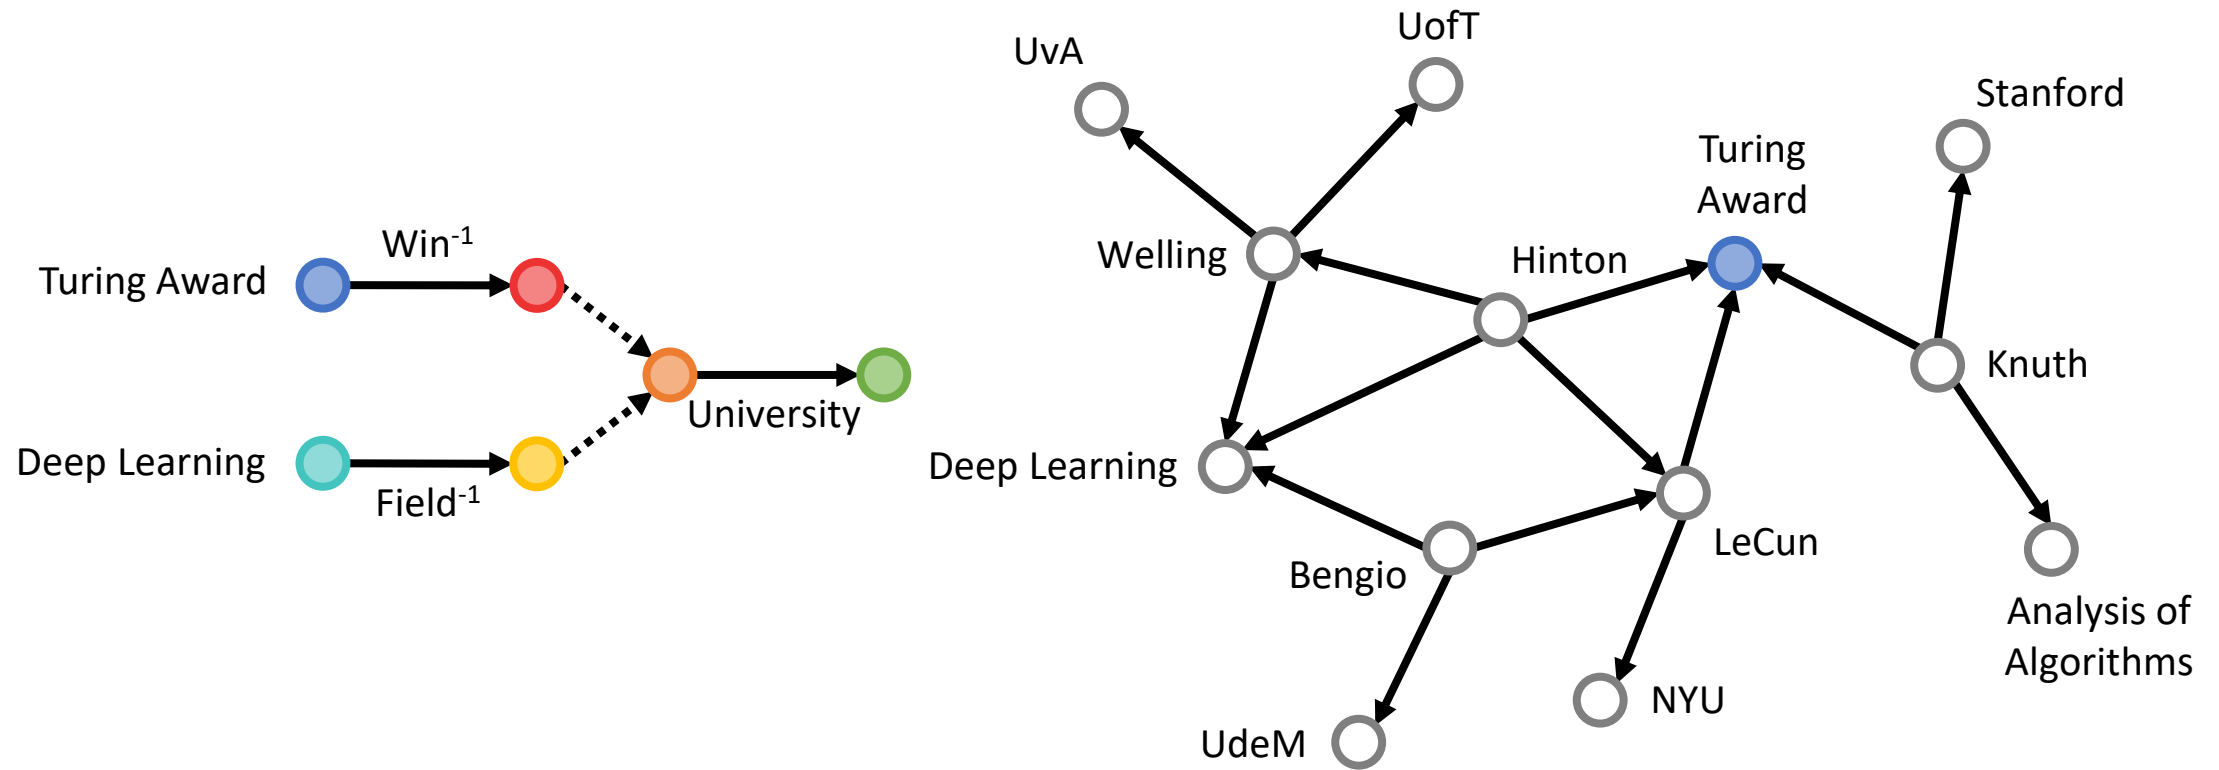 Turing Award
Win⁻¹
Deep Learning
Field⁻¹
University
UvA
UofT
Stanford
Turing
Award
Welling
Hinton
Knuth
Deep Learning
LeCun
Bengio
Analysis of
Algorithms
NYU
UdeM